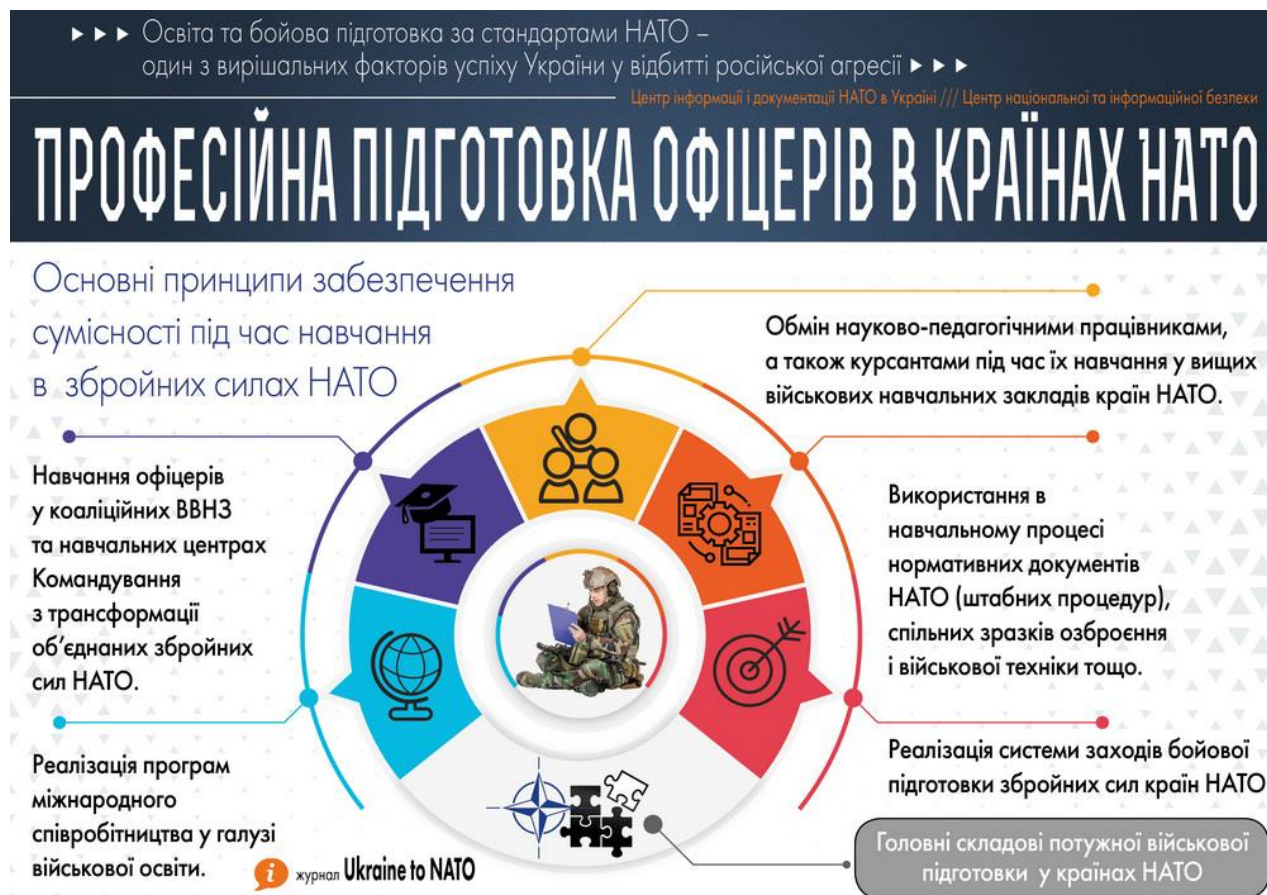 Освіта та бойова підготовка за стандартами НАТО –
один з вирішальних факторів успіху України у відбитті російської агресії
Центр інформації і документації НАТО в Україні /// Центр національної та інформаційної безпеки
ПРОФЕСІЙНА ПІДГОТОВКА ОФІЦЕРІВ В КРАЇНАХ НАТО
Основні принципи забезпечення
сумісності під час навчання
в збройних силах НАТО
Обмін науково-педагогічними працівниками,
а також курсантами під час їх навчання у вищих
військових навчальних закладів країн НАТО.
Навчання офіцерів
у коаліційних ВВНЗ
та навчальних центрах
Командування
з трансформації
об'єднаних збройних
сил НАТО.
Використання в
навчальному процесі
нормативних документів
НАТО (штабних процедур),
спільних зразків озброєння
і військової техніки тощо.
Реалізація програм
міжнародного
співробітництва у галузі
військової освіти.
Реалізація системи заходів бойової
підготовки збройних сил країн НАТО
i журнал Ukraine to NATO
Головні складові потужної військової
підготовки у країнах НАТО